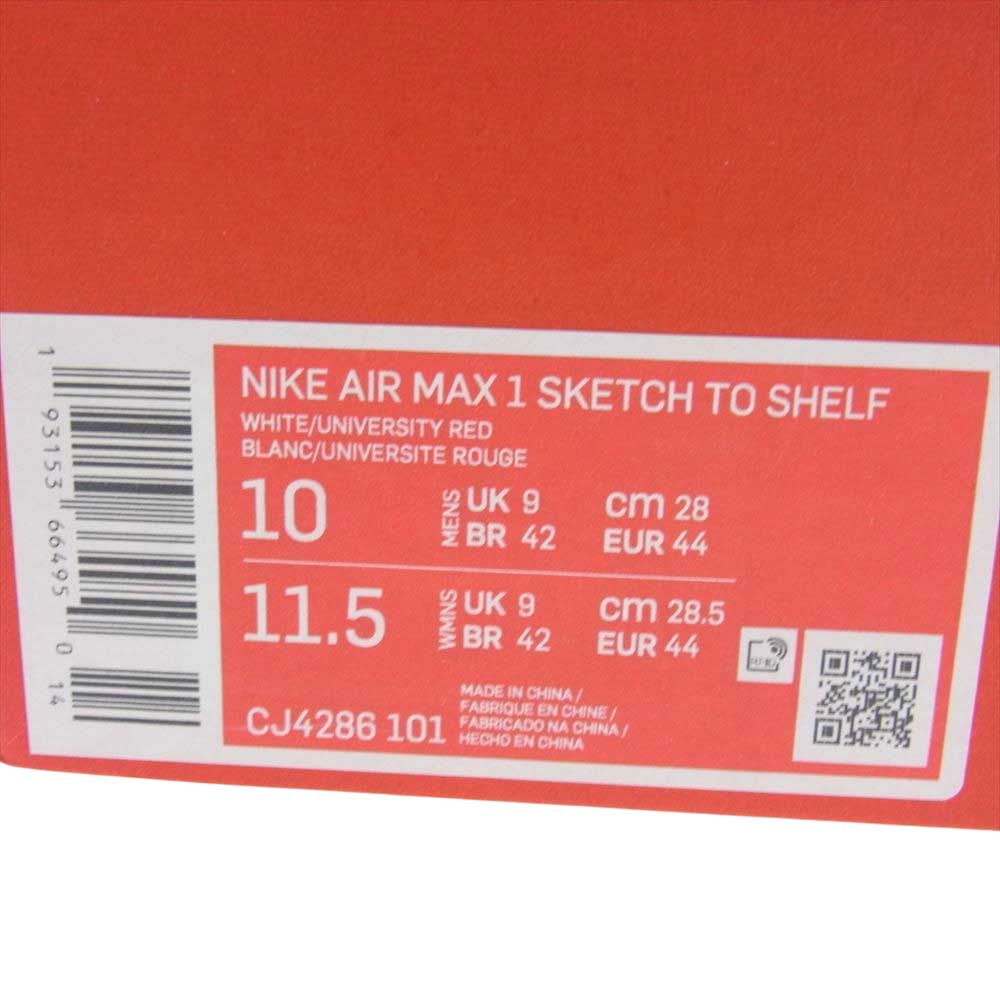 NIKE AIR MAX 1 SKETCH TO SHELF
WHITE/UNIVERSITY RED
BLANC/UNIVERSITE ROUGE
10
MENS
UK 9
cm 28
BR 42
EUR 44
11.5
WMNS
UK 9
cm 28.5
BR 42
EUR 44
CJ4286 101
MADE IN CHINA /
FABRIQUE EN CHINE /
FABRICADO NA CHINA /
HECHO EN CHINA
1 93153 66495 0 14